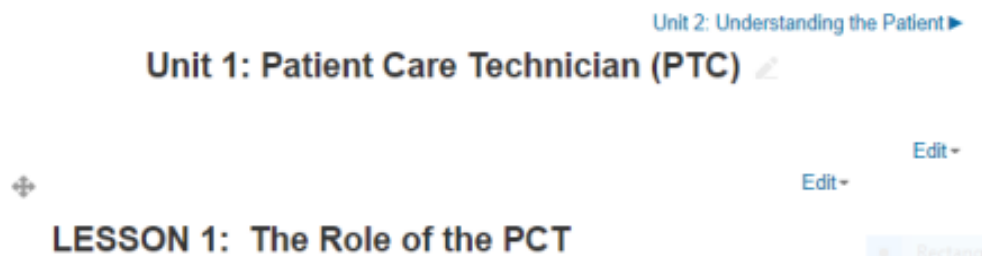 Unit 2: Understanding the Patient ►
Unit 1: Patient Care Technician (PTC)
Edit
Edit
LESSON 1: The Role of the PCT